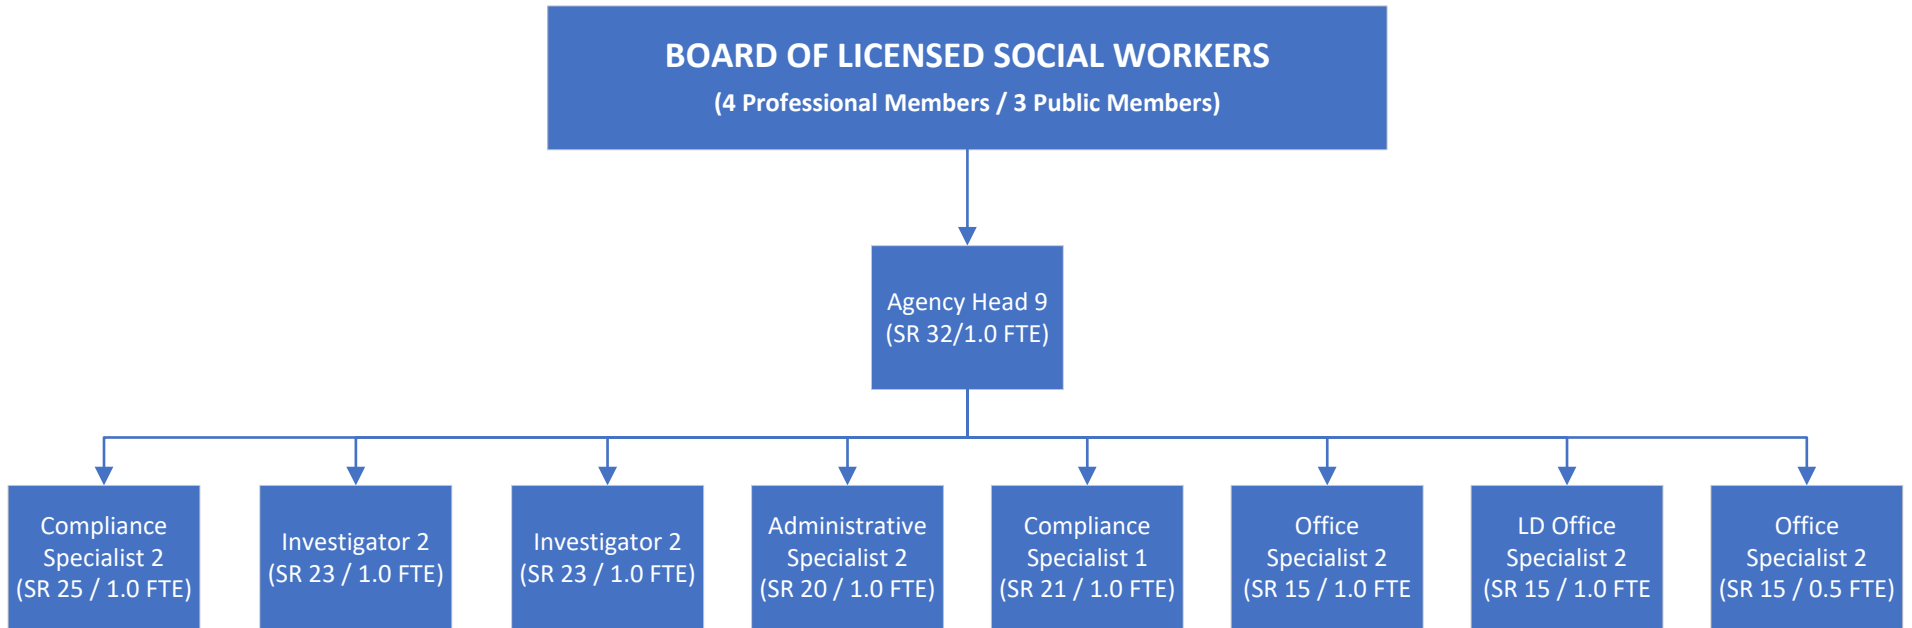 BOARD OF LICENSED SOCIAL WORKERS
(4 Professional Members / 3 Public Members)
Agency Head 9
(SR 32/1.0 FTE)
Compliance
Specialist 2
(SR 25 / 1.0 FTE)
Investigator 2
(SR 23 / 1.0 FTE)
Investigator 2
(SR 23 / 1.0 FTE)
Administrative
Specialist 2
(SR 20 / 1.0 FTE)
Compliance
Specialist 1
(SR 21 / 1.0 FTE)
Office
Specialist 2
(SR 15 / 1.0 FTE
LD Office
Specialist 2
(SR 15 / 1.0 FTE
Office
Specialist 2
(SR 15 / 0.5 FTE)